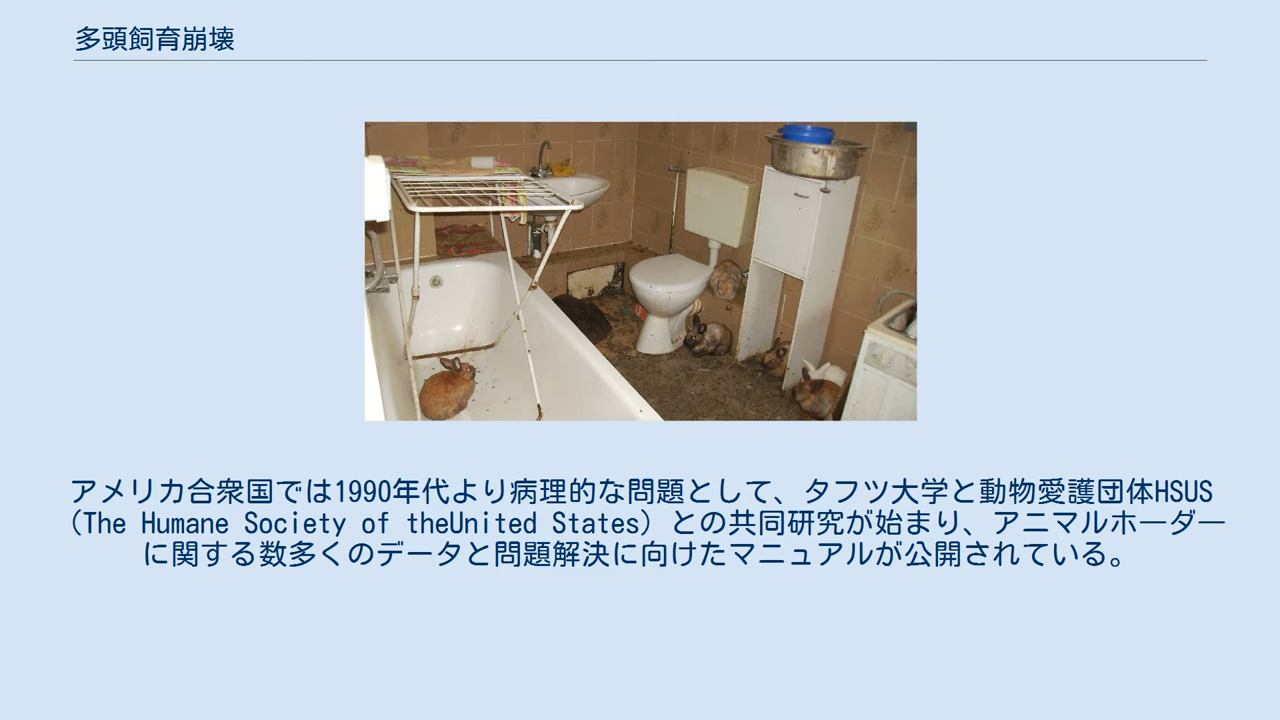 多頭飼育崩壊
アメリカ合衆国では1990年代より病理的な問題として、タフツ大学と動物愛護団体HSUS
（The Humane Society of theUnited States）との共同研究が始まり、アニマルホーダー
に関する数多くのデータと問題解決に向けたマニュアルが公開されている。